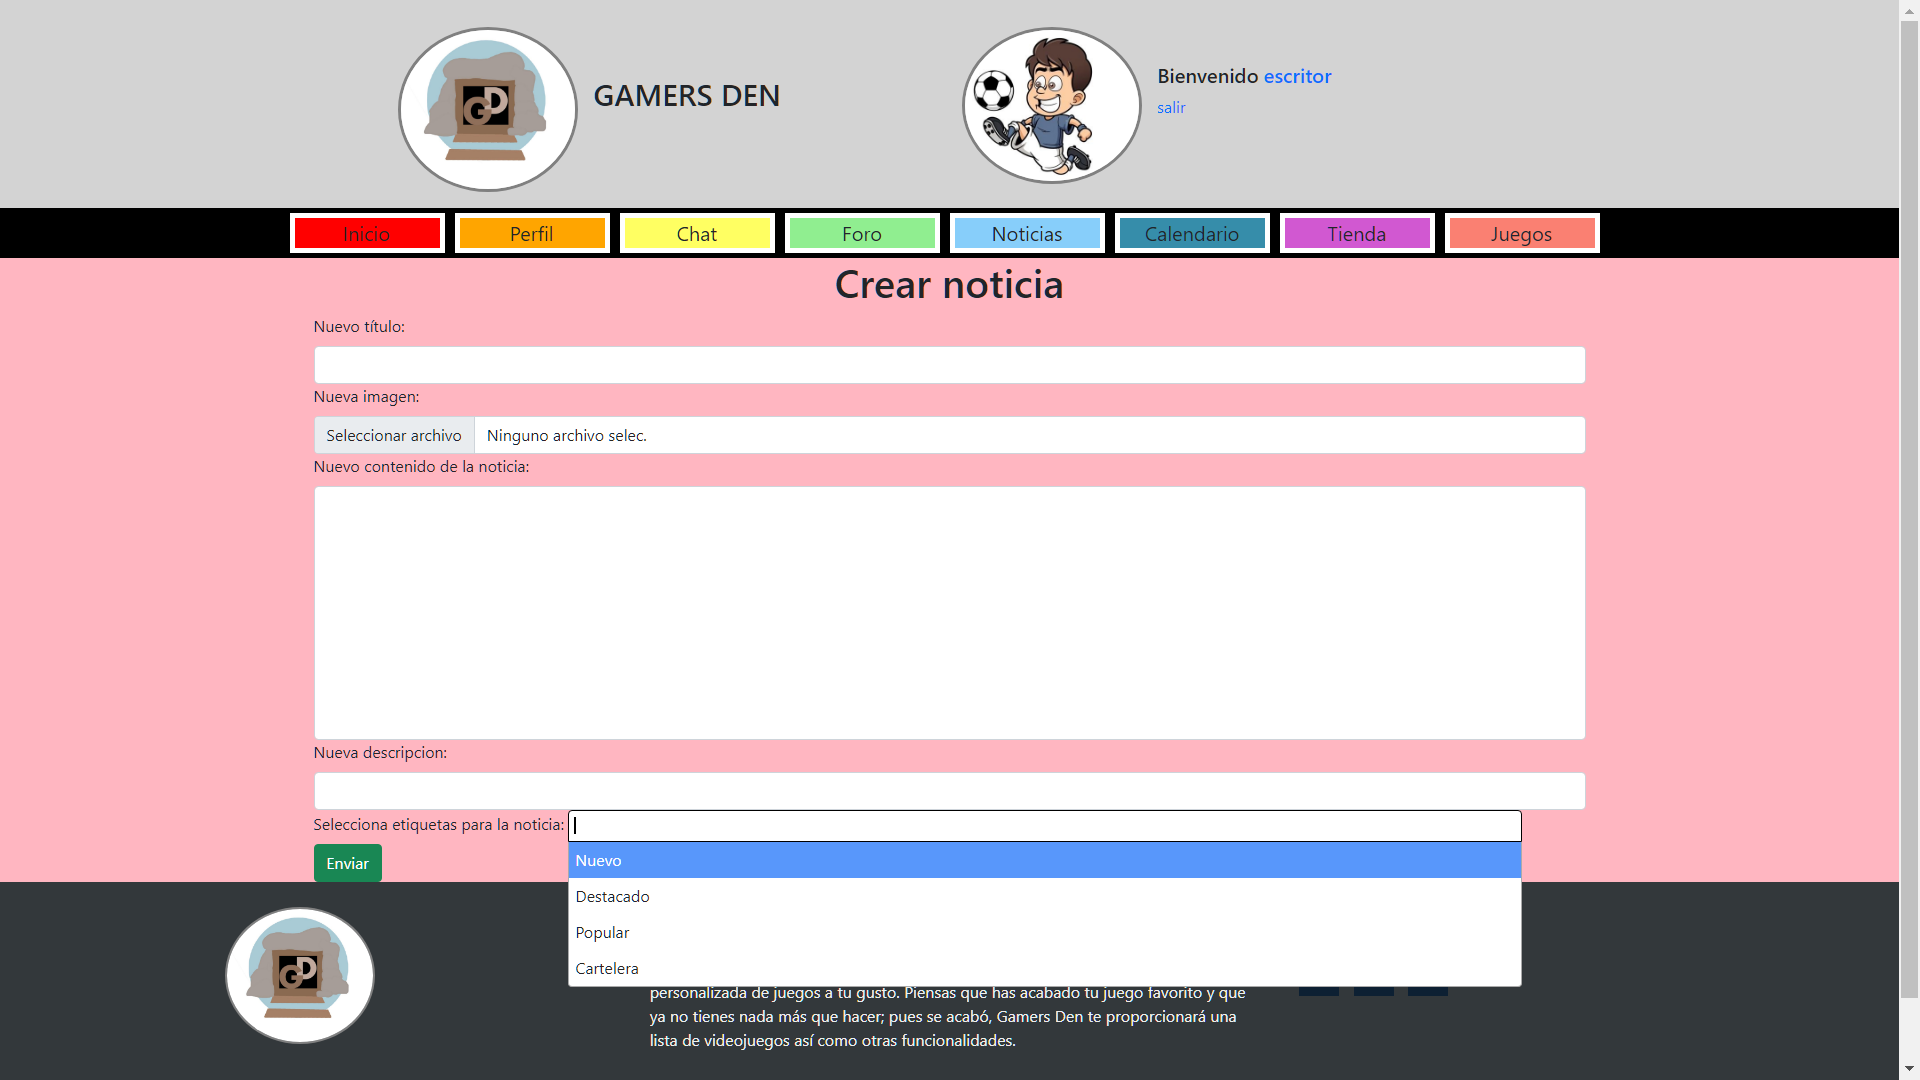 GD
GAMERS DEN
Bienvenido escritor
salir
Inicio
Perfil
Chat
Foro
Noticias
Calendario
Tienda
Juegos
Crear noticia
Nuevo título:
Nueva imagen:
Seleccionar archivo
Ninguno archivo selec.
Nuevo contenido de la noticia:
Nueva descripcion:
Selecciona etiquetas para la noticia:
Nuevo
Destacado
Popular
Cartelera
Enviar
GD
personalizada de juegos a tu gusto. Piensas que has acabado tu juego favorito y que
ya no tienes nada más que hacer; pues se acabó, Gamers Den te proporcionará una
lista de videojuegos así como otras funcionalidades.